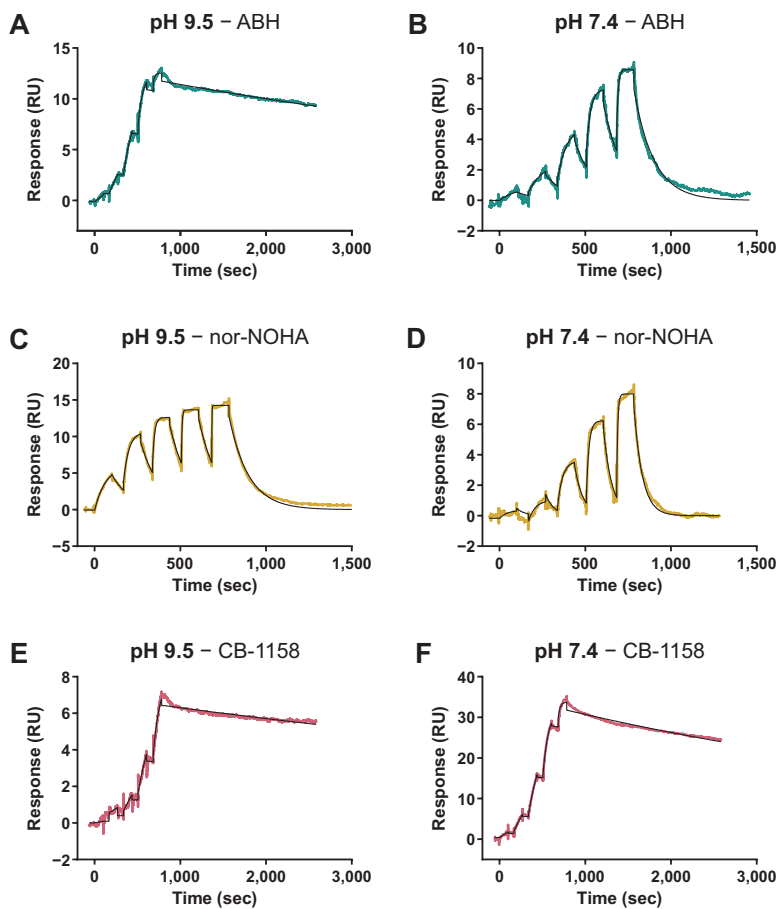 A
pH 9.5 – ABH
Response (RU)
15
10
5
0
0
1,000
2,000
3,000
Time (sec)
B
pH 7.4 – ABH
Response (RU)
10
8
6
4
2
0
−2
0
500
1,000
1,500
Time (sec)
C
pH 9.5 – nor-NOHA
Response (RU)
20
15
10
5
0
−5
0
500
1,000
1,500
Time (sec)
D
pH 7.4 – nor-NOHA
Response (RU)
10
8
6
4
2
0
−2
0
500
1,000
1,500
Time (sec)
E
pH 9.5 – CB-1158
Response (RU)
8
6
4
2
0
−2
0
1,000
2,000
3,000
Time (sec)
F
pH 7.4 – CB-1158
Response (RU)
40
30
20
10
0
0
1,000
2,000
3,000
Time (sec)